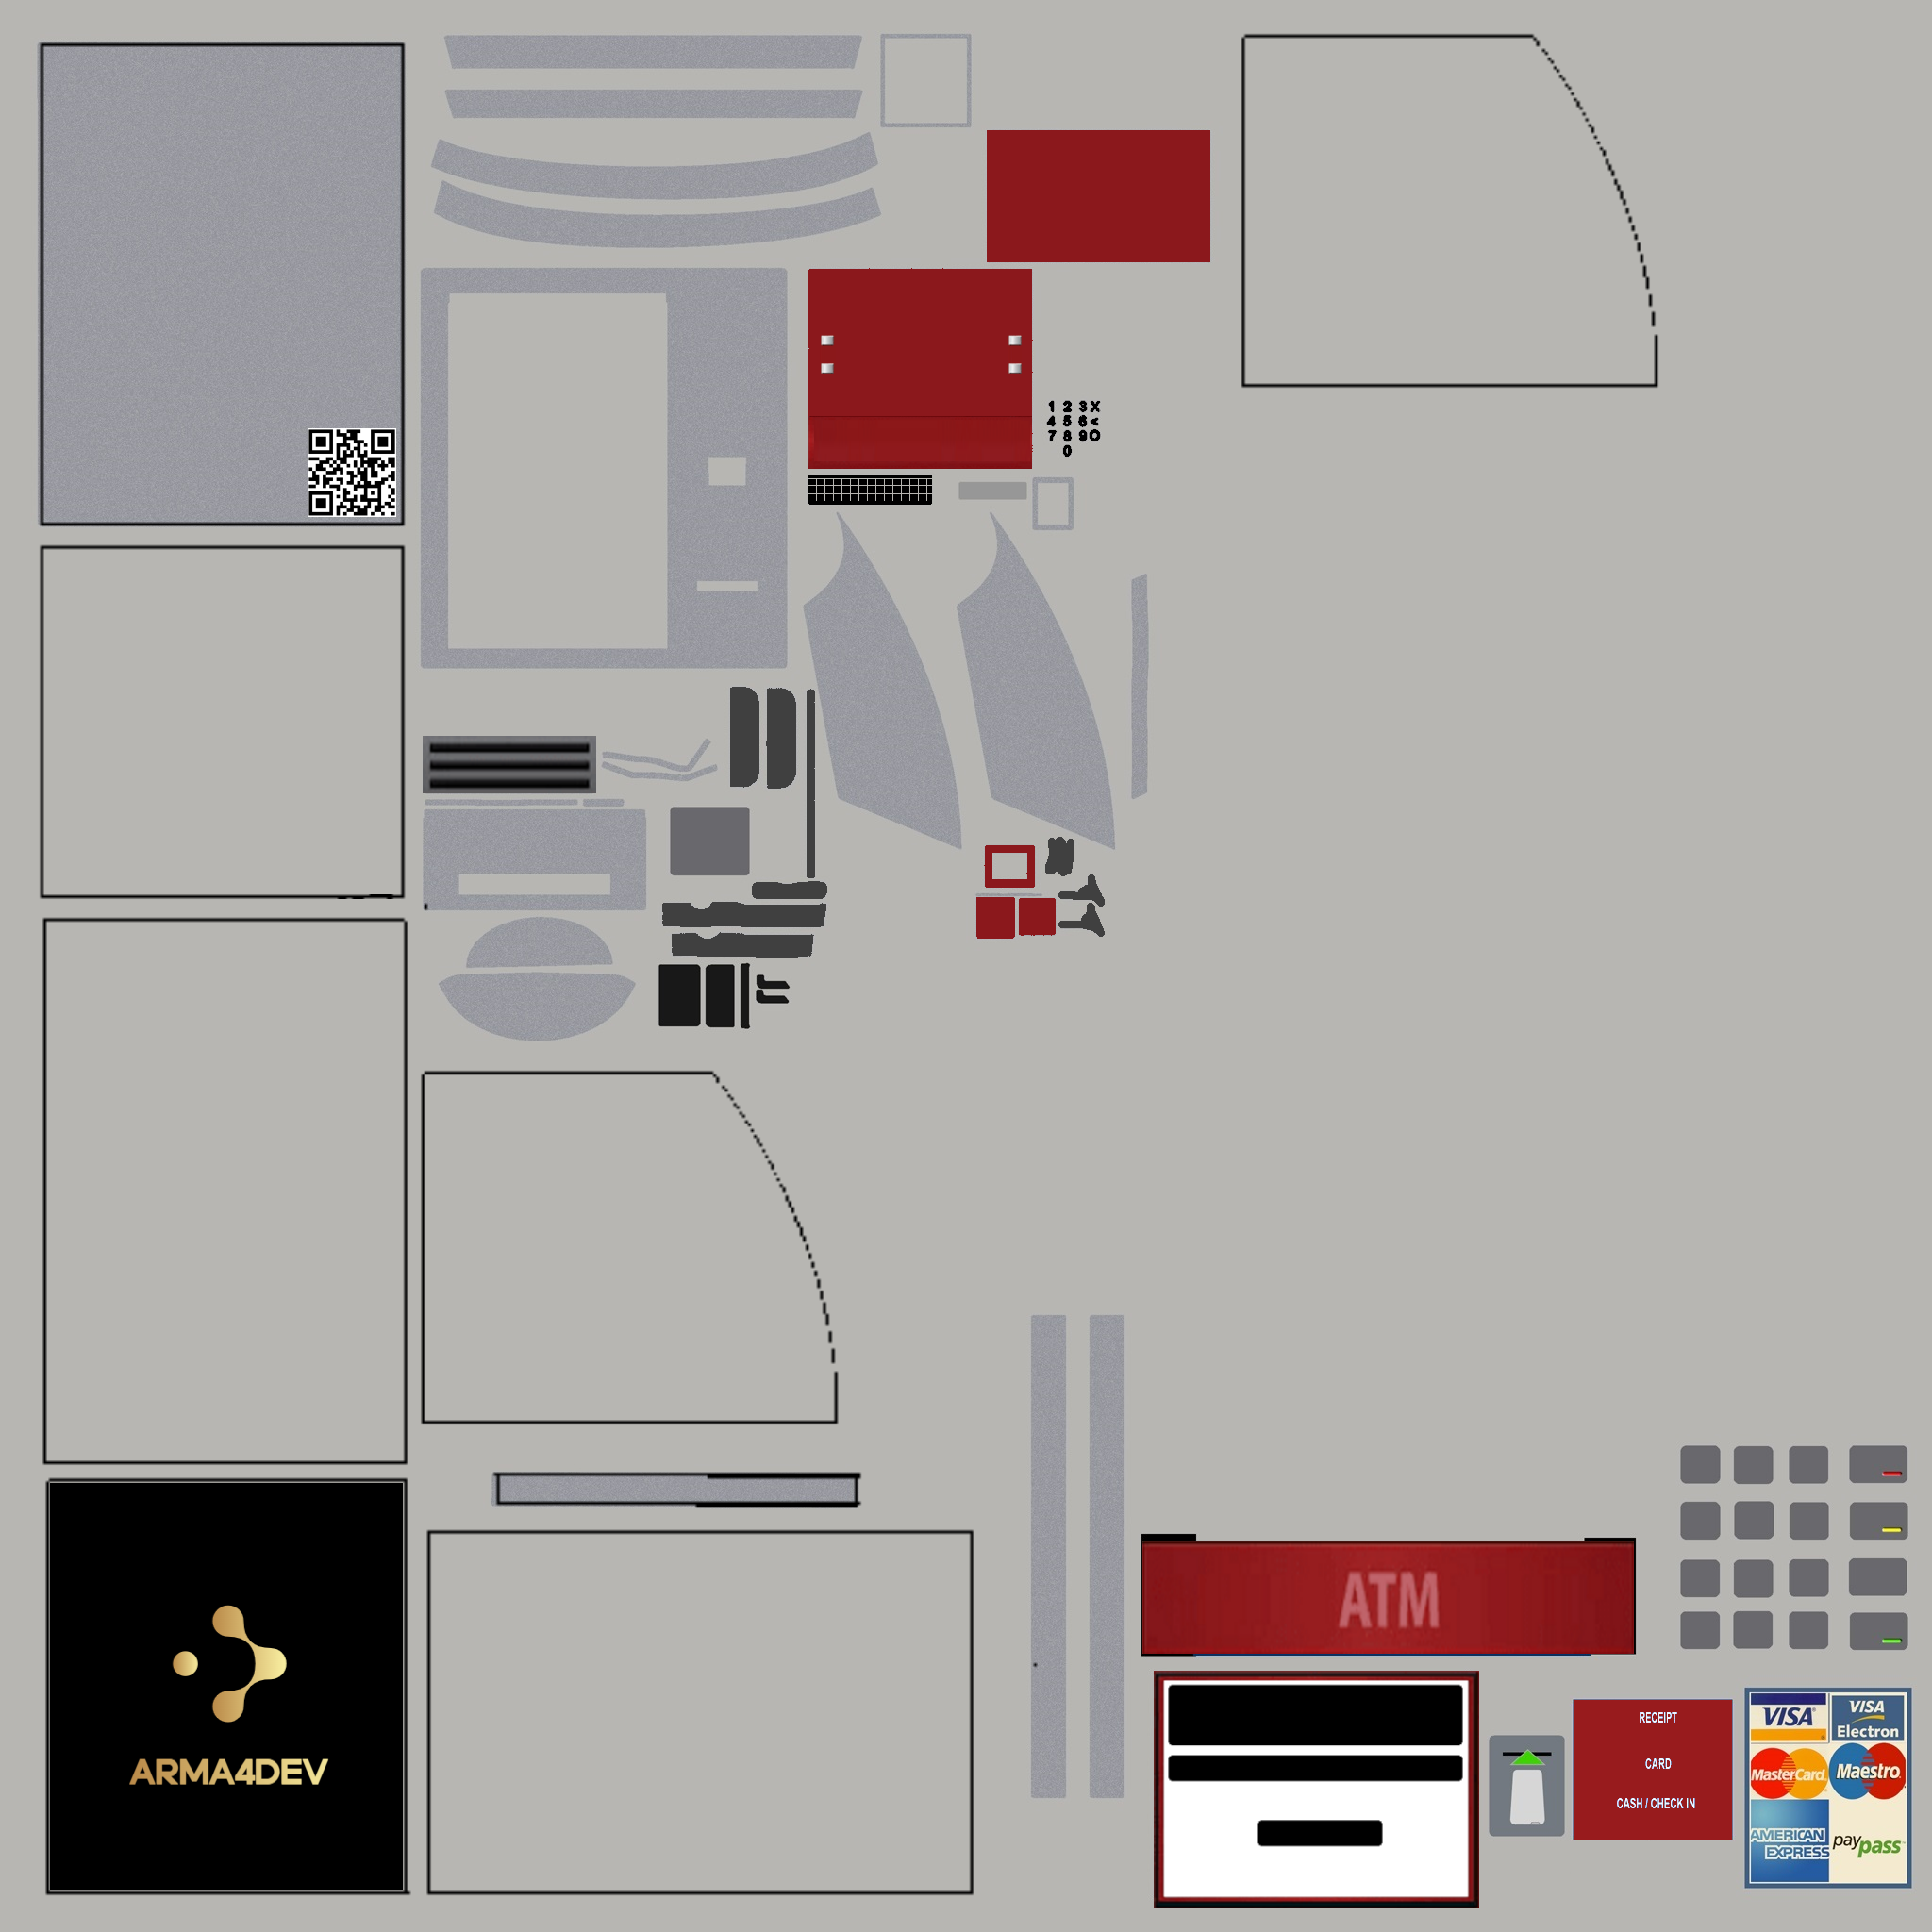 1 2 3 X
4 5 6 <
7 8 9 O
0
ATM
ARMA4DEV
RECEIPT
CARD
CASH / CHECK IN
VISA
VISA
Electron
MasterCard
Maestro
AMERICAN
EXPRESS
paypass